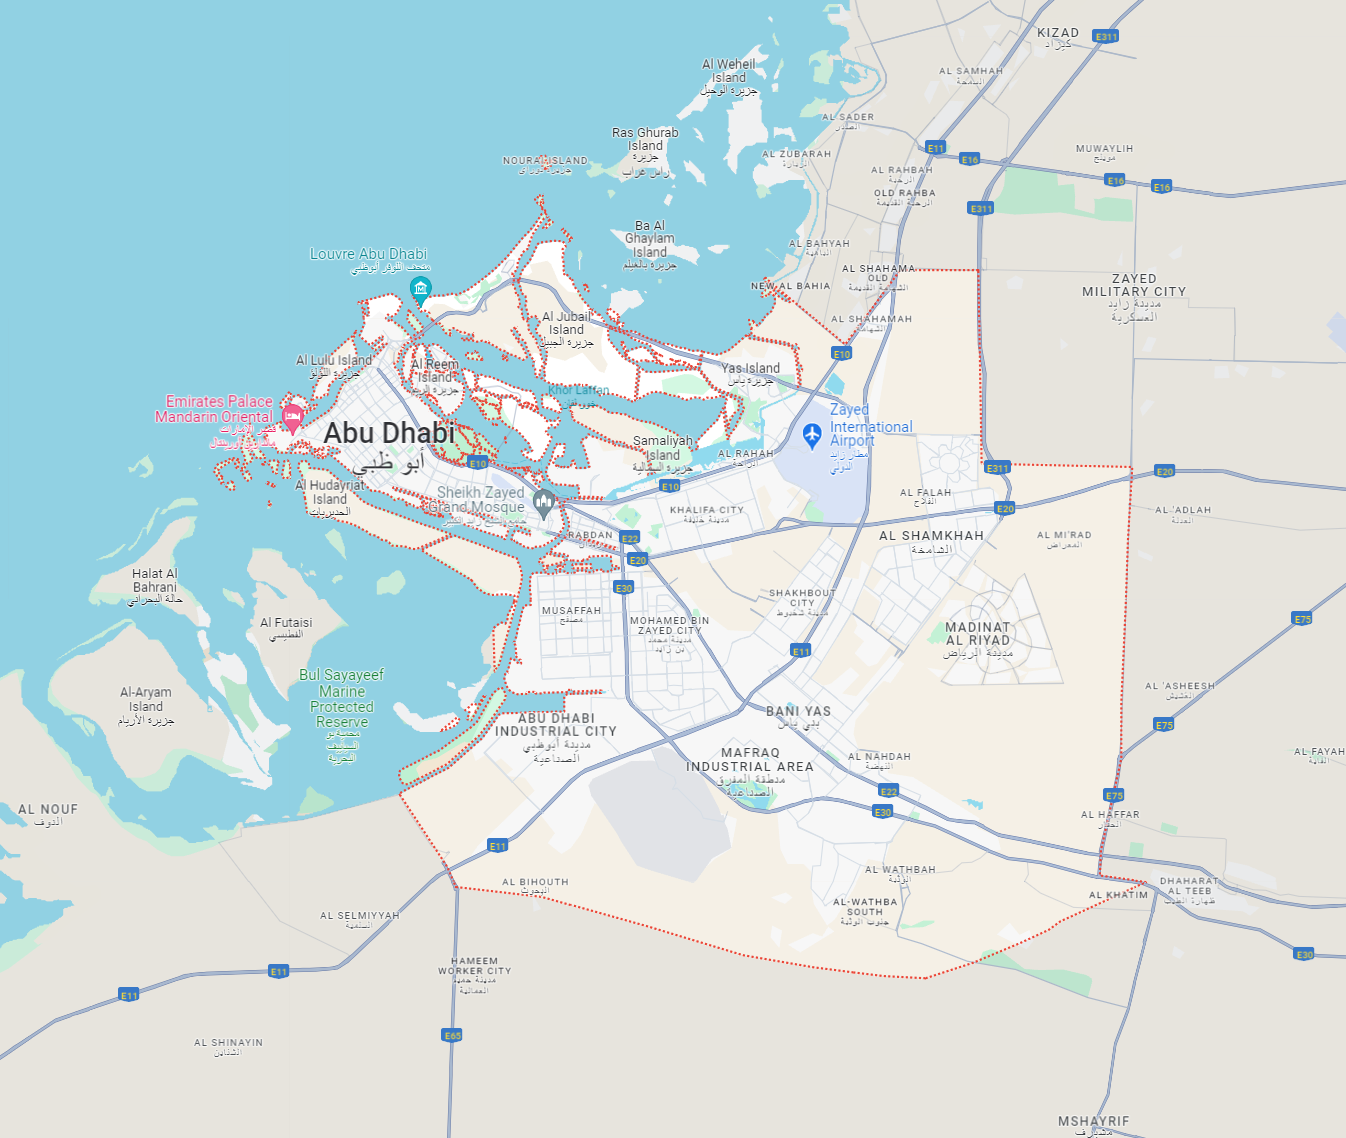 KIZAD
كيزاد
E311
AL SAMHAH
السامحة
Al Weheil
Island
جزيرة الوحيل
AL SADER
الصدر
Ras Ghurab
Island
جزيرة
راس غراب
E11
E16
MUWAYLIH
مويلح
AL ZUBARAH
الزبارة
NOURAI ISLAND
جزيرة نوراي
AL RAHBAH
الرحبة
E16
E16
OLD RAHBA
الرحبة القديمة
E311
Ba Al
Ghaylam
Island
جزيرة بالغيلم
AL BAHYAH
الباهية
Louvre Abu Dhabi
متحف اللوفر أبوظبي
AL SHAHAMA
OLD
الشهامة القديمة
NEW AL BAHIA
ZAYED
MILITARY CITY
مدينة زايد
العسكرية
Al Jubail
Island
جزيرة الجبيل
AL SHAHAMAH
الشهامة
E10
Al Lulu Island
جزيرة اللؤلؤ
Al Reem
Island
جزيرة الريم
Yas Island
جزيرة ياس
Khor Laffan
خور لفان
Emirates Palace
Mandarin Oriental
قصر الإمارات
ماندارين أورينتال
Abu Dhabi
أبو ظبي
Zayed
International
Airport
مطار زايد
الدولي
Samaliyah
Island
جزيرة السمالية
AL RAHAH
الراحة
E10
E311
E20
Al Hudayriat
Island
الحديريات
Sheikh Zayed
Grand Mosque
جامع الشيخ زايد الكبير
E10
AL FALAH
الفلاح
E20
KHALIFA CITY
مدينة خليفة
AL 'ADLAH
العدلة
RABDAN
ربدان
E22
AL SHAMKHAH
الشامخة
AL MI'RAD
المعراض
E20
E30
Halat Al
Bahrani
حالة البحراني
MUSAFFAH
مصفح
SHAKHBOUT
CITY
مدينة شخبوط
Al Futaisi
الفطيسي
MOHAMED BIN
ZAYED CITY
مدينة محمد
بن زايد
MADINAT
AL RIYAD
مدينة الرياض
E75
E11
Bul Sayayeef
Marine
Protected
Reserve
محمية بو
السياييف
البحرية
Al-Aryam
Island
جزيرة الأريام
AL 'ASHEESH
العشيش
ABU DHABI
INDUSTRIAL CITY
مدينة أبوظبي
الصناعية
BANI YAS
بني ياس
E75
MAFRAQ
INDUSTRIAL AREA
منطقة المفرق
الصناعية
AL NAHDAH
النهضة
AL FAYAH
الفاية
E22
E75
AL NOUF
النوف
E30
AL HAFFAR
الحفار
E11
AL BIHOUTH
البحوث
AL WATHBAH
الوثبة
DHAHARAT
AL TEEB
ظهارة الطيب
AL KHATIM
AL-WATHBA
SOUTH
جنوب الوثبة
AL SELMIYYAH
السلمية
E30
HAMEEM
WORKER CITY
مدينة حميم
العمالية
E11
E11
E65
AL SHINAYIN
الشناين
MSHAYRIF
مشيرف